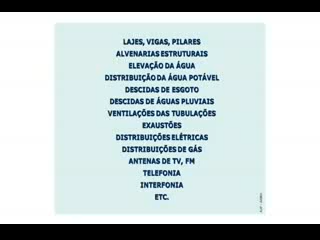 LAJES, VIGAS, PILARES
ALVENARIAS ESTRUTURAIS
ELEVAÇÃO DA ÁGUA
DISTRIBUIÇÃO DA ÁGUA POTÁVEL
DESCIDAS DE ESGOTO
DESCIDAS DE ÁGUAS PLUVIAIS
VENTILAÇÕES DAS TUBULAÇÕES
EXAUSTÕES
DISTRIBUIÇÕES ELÉTRICAS
DISTRIBUIÇÕES DE GÁS
ANTENAS DE TV, FM
TELEFONIA
INTERFONIA
ETC.